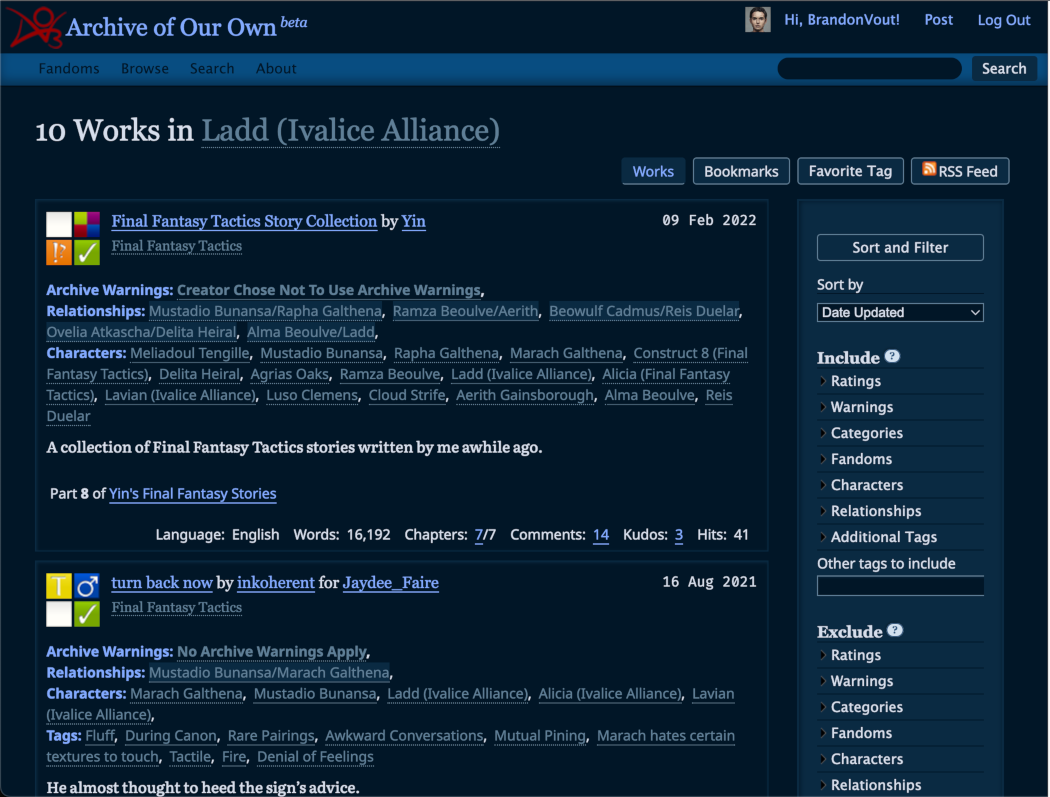 Archive of Our Own beta
Hi, BrandonVout! Post Log Out
Fandoms Browse Search About
Search
10 Works in Ladd (Ivalice Alliance)
Works Bookmarks Favorite Tag RSS Feed
Final Fantasy Tactics Story Collection by Yin
09 Feb 2022
Final Fantasy Tactics
Archive Warnings: Creator Chose Not To Use Archive Warnings,
Relationships: Mustadio Bunansa/Rapha Galthena, Ramza Beoulve/Aerith, Beowulf Cadmus/Reis Duelar,
Ovelia Atkascha/Delita Heiral, Alma Beoulve/Ladd,
Characters: Meliadoul Tengille, Mustadio Bunansa, Rapha Galthena, Marach Galthena, Construct 8 (Final
Fantasy Tactics), Delita Heiral, Agrias Oaks, Ramza Beoulve, Ladd (Ivalice Alliance), Alicia (Final Fantasy
Tactics), Lavian (Ivalice Alliance), Luso Clemens, Cloud Strife, Aerith Gainsborough, Alma Beoulve, Reis
Duelar
A collection of Final Fantasy Tactics stories written by me awhile ago.
Part 8 of Yin's Final Fantasy Stories
Language: English Words: 16,192 Chapters: 7/7 Comments: 14 Kudos: 3 Hits: 41
T
turn back now by inkoherent for Jaydee_Faire
16 Aug 2021
Final Fantasy Tactics
Archive Warnings: No Archive Warnings Apply,
Relationships: Mustadio Bunansa/Marach Galthena,
Characters: Marach Galthena, Mustadio Bunansa, Ladd (Ivalice Alliance), Alicia (Ivalice Alliance), Lavian
(Ivalice Alliance),
Tags: Fluff, During Canon, Rare Pairings, Awkward Conversations, Mutual Pining, Marach hates certain
textures to touch, Tactile, Fire, Denial of Feelings
He almost thought to heed the sign’s advice.
Sort and Filter
Sort by
Date Updated
Include ?
Ratings
Warnings
Categories
Fandoms
Characters
Relationships
Additional Tags
Other tags to include
Exclude ?
Ratings
Warnings
Categories
Fandoms
Characters
Relationships